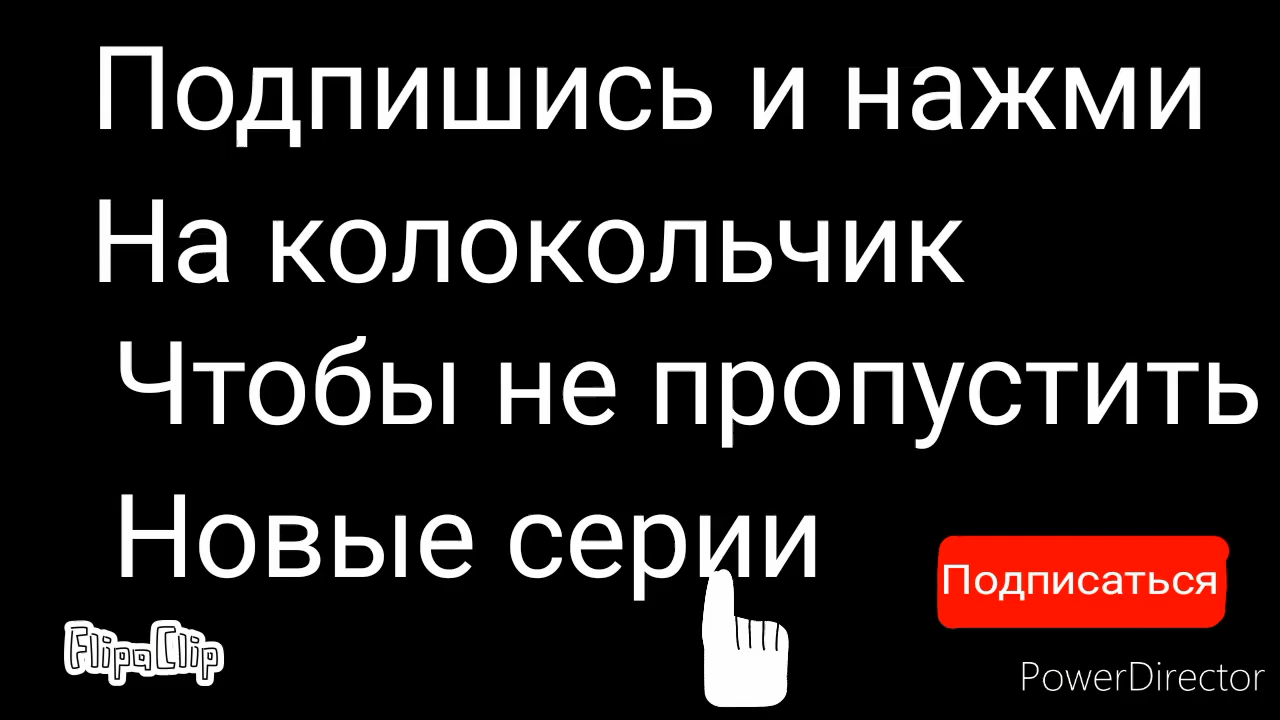 Подпишись и нажми
На колокольчик
Чтобы не пропустить
Новые серии
Подписаться
FlipaClip
PowerDirector